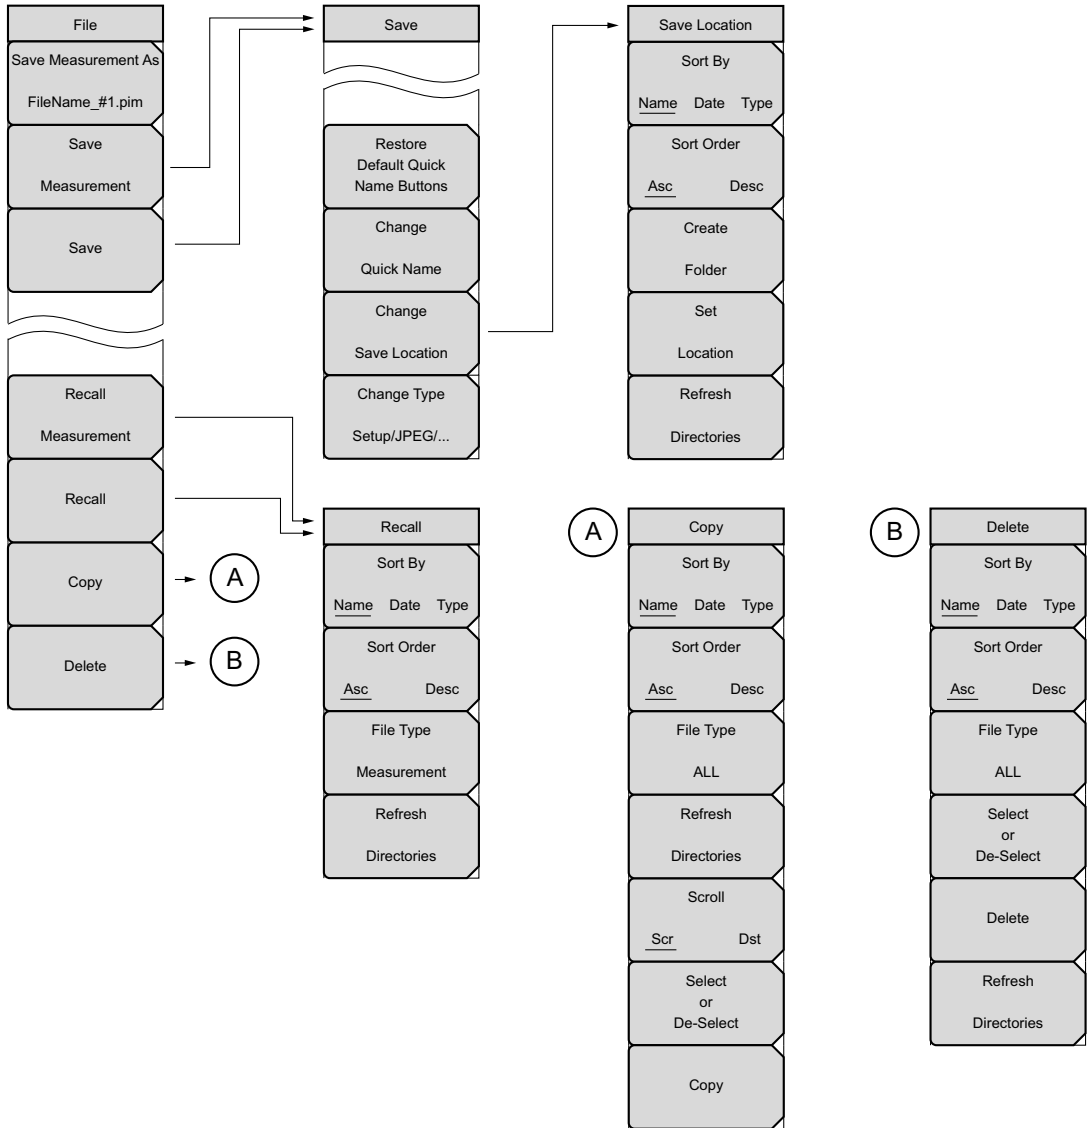 File
Save Measurement As
FileName_#1.pim
Save
Measurement
Save
Recall
Measurement
Recall
Copy
A
Delete
B
Save
Restore
Default Quick
Name Buttons
Change
Quick Name
Change
Save Location
Change Type
Setup/JPEG/...
Save Location
Sort By
Name Date Type
Sort Order
Asc Desc
Create
Folder
Set
Location
Refresh
Directories
Recall
Sort By
Name Date Type
Sort Order
Asc Desc
File Type
Measurement
Refresh
Directories
A
Copy
Sort By
Name Date Type
Sort Order
Asc Desc
File Type
ALL
Refresh
Directories
Scroll
Scr Dst
Select
or
De-Select
Copy
B
Delete
Sort By
Name Date Type
Sort Order
Asc Desc
File Type
ALL
Select
or
De-Select
Delete
Refresh
Directories